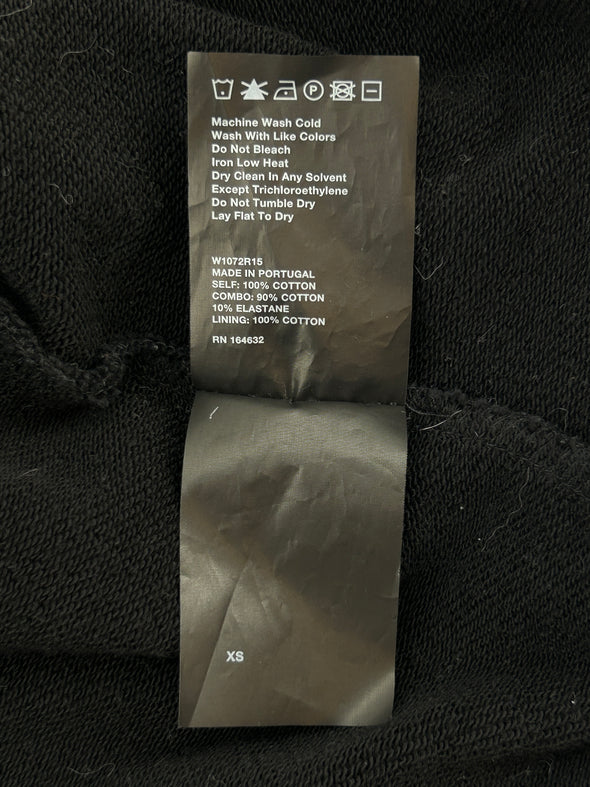 P
Machine Wash Cold
Wash With Like Colors
Do Not Bleach
Iron Low Heat
Dry Clean In Any Solvent
Except Trichloroethylene
Do Not Tumble Dry
Lay Flat To Dry
W1072R15
MADE IN PORTUGAL
SELF: 100% COTTON
COMBO: 90% COTTON
10% ELASTANE
LINING: 100% COTTON
RN 164632
XS